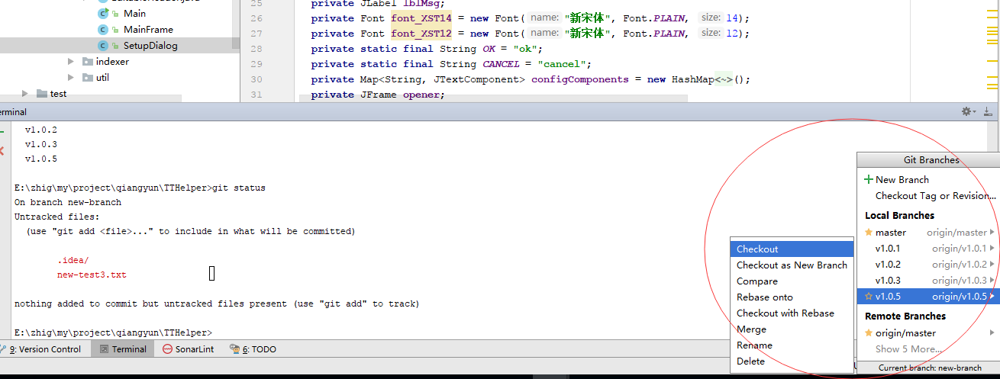 Main
MainFrame
SetupDialog
indexer
util
test
25 private JLabel lblMsg;
26 private Font font_XST14 = new Font( name: "新宋体", Font.PLAIN, size: 14);
27 private Font font_XST12 = new Font( name: "新宋体", Font.PLAIN, size: 12);
28 private static final String OK = "ok";
29 private static final String CANCEL = "cancel";
30 private Map<String, JTextComponent> configComponents = new HashMap<~>();
31 private JFrame opener;
erminal
v1.0.2
v1.0.3
v1.0.5
E:\zhig\my\project\qiangyun\TTHelper>git status
On branch new-branch
Untracked files:
(use "git add <file>..." to include in what will be committed)
.idea/
new-test3.txt
nothing added to commit but untracked files present (use "git add" to track)
E:\zhig\my\project\qiangyun\TTHelper>
Checkout
Checkout as New Branch
Compare
Rebase onto
Checkout with Rebase
Merge
Rename
Delete
Git Branches
New Branch
Checkout Tag or Revision...
Local Branches
master origin/master
v1.0.1 origin/v1.0.1
v1.0.2 origin/v1.0.2
v1.0.3 origin/v1.0.3
v1.0.5 origin/v1.0.5
Remote Branches
origin/master
Show 5 More...
Current branch: new-branch
9: Version Control Terminal SonarLint 6: TODO